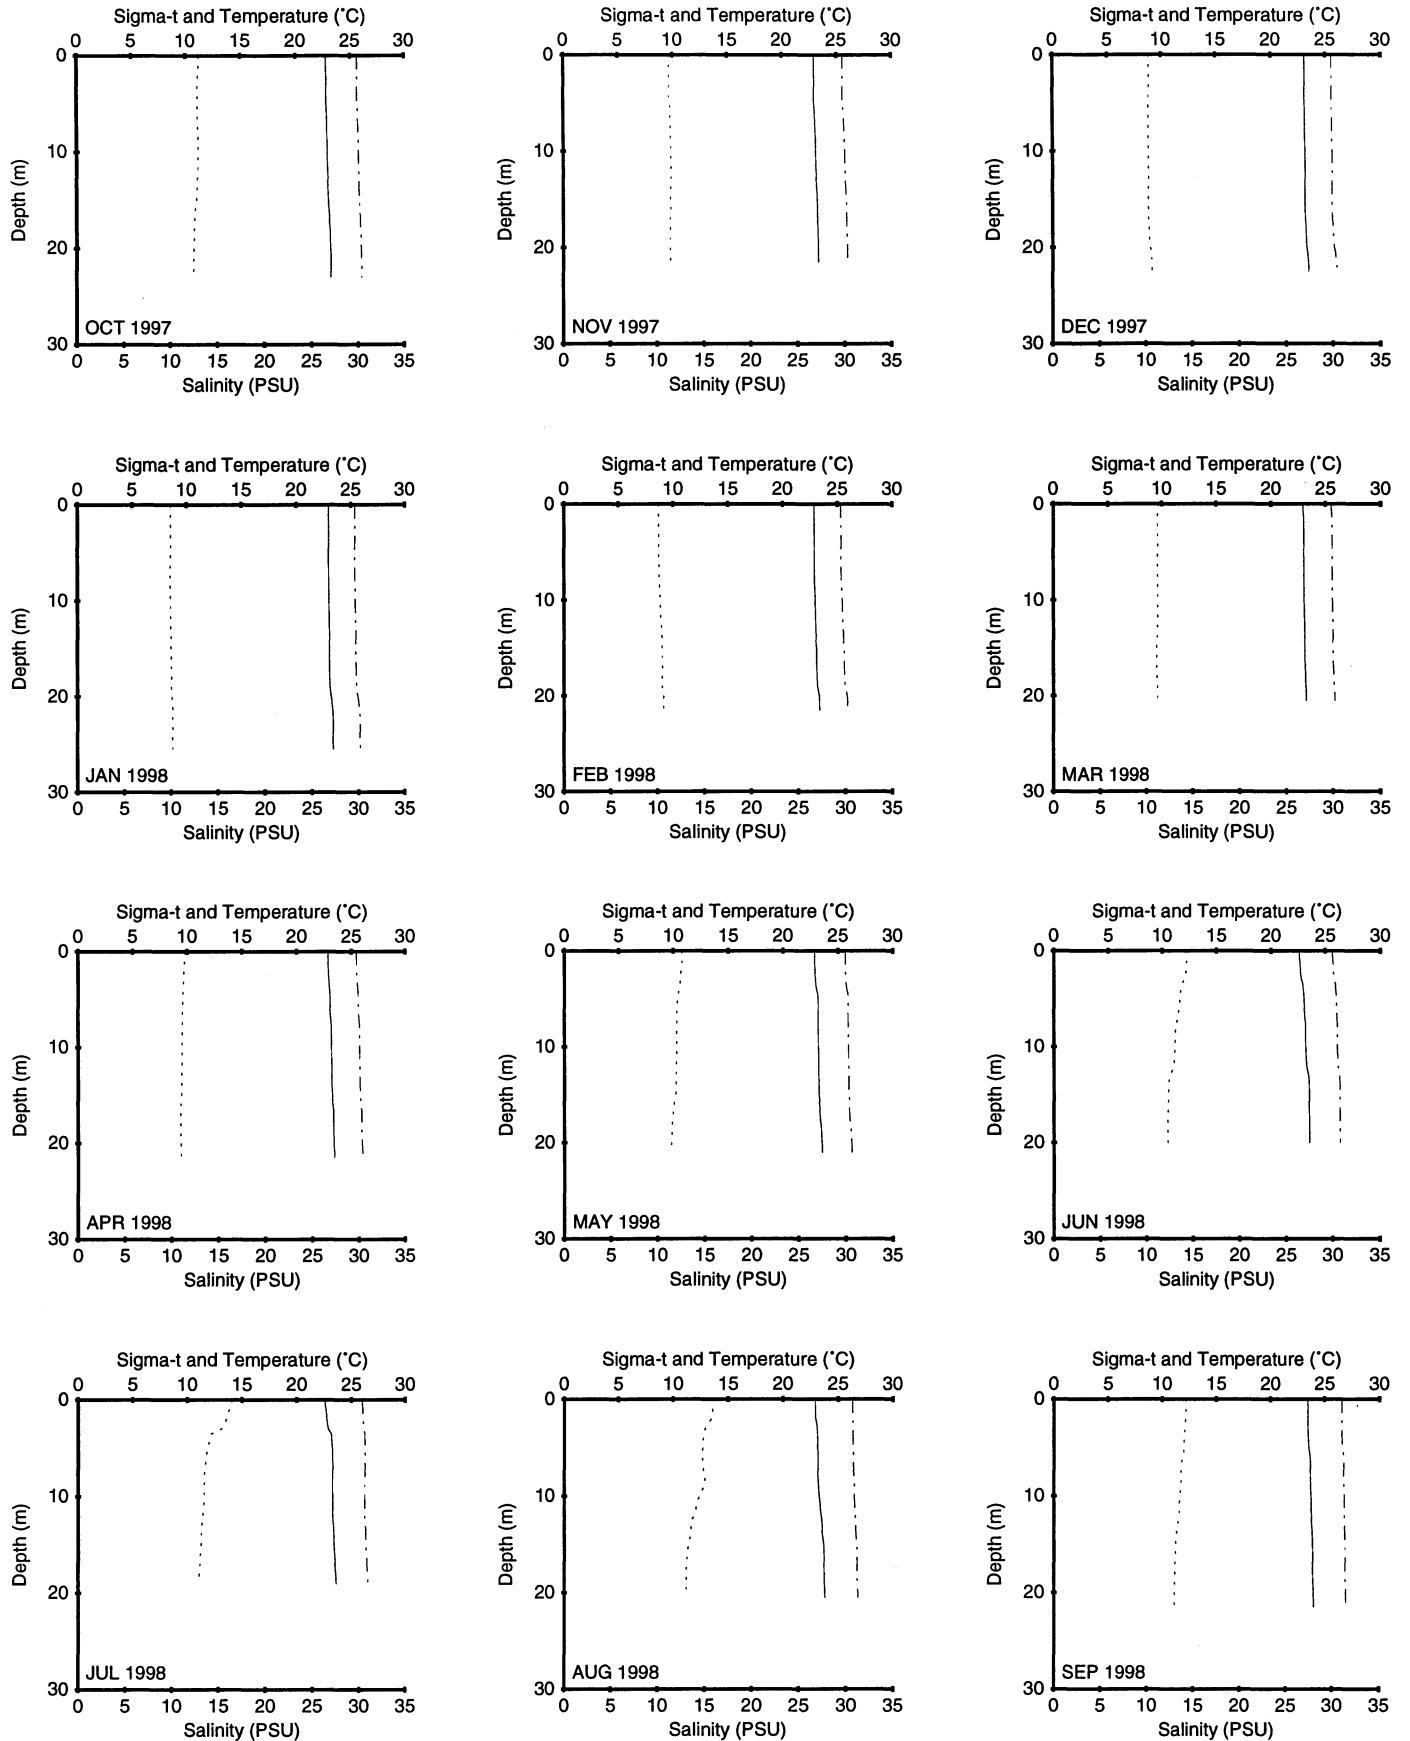 Sigma-t and Temperature (˚C)
0 5 10 15 20 25 30
0
10
20
30
Depth (m)
OCT 1997
0 5 10 15 20 25 30 35
Salinity (PSU)
Sigma-t and Temperature (˚C)
0 5 10 15 20 25 30
0
10
20
30
Depth (m)
NOV 1997
0 5 10 15 20 25 30 35
Salinity (PSU)
Sigma-t and Temperature (˚C)
0 5 10 15 20 25 30
0
10
20
30
Depth (m)
DEC 1997
0 5 10 15 20 25 30 35
Salinity (PSU)
Sigma-t and Temperature (˚C)
0 5 10 15 20 25 30
0
10
20
30
Depth (m)
JAN 1998
0 5 10 15 20 25 30 35
Salinity (PSU)
Sigma-t and Temperature (˚C)
0 5 10 15 20 25 30
0
10
20
30
Depth (m)
FEB 1998
0 5 10 15 20 25 30 35
Salinity (PSU)
Sigma-t and Temperature (˚C)
0 5 10 15 20 25 30
0
10
20
30
Depth (m)
MAR 1998
0 5 10 15 20 25 30 35
Salinity (PSU)
Sigma-t and Temperature (˚C)
0 5 10 15 20 25 30
0
10
20
30
Depth (m)
APR 1998
0 5 10 15 20 25 30 35
Salinity (PSU)
Sigma-t and Temperature (˚C)
0 5 10 15 20 25 30
0
10
20
30
Depth (m)
MAY 1998
0 5 10 15 20 25 30 35
Salinity (PSU)
Sigma-t and Temperature (˚C)
0 5 10 15 20 25 30
0
10
20
30
Depth (m)
JUN 1998
0 5 10 15 20 25 30 35
Salinity (PSU)
Sigma-t and Temperature (˚C)
0 5 10 15 20 25 30
0
10
20
30
Depth (m)
JUL 1998
0 5 10 15 20 25 30 35
Salinity (PSU)
Sigma-t and Temperature (˚C)
0 5 10 15 20 25 30
0
10
20
30
Depth (m)
AUG 1998
0 5 10 15 20 25 30 35
Salinity (PSU)
Sigma-t and Temperature (˚C)
0 5 10 15 20 25 30
0
10
20
30
Depth (m)
SEP 1998
0 5 10 15 20 25 30 35
Salinity (PSU)